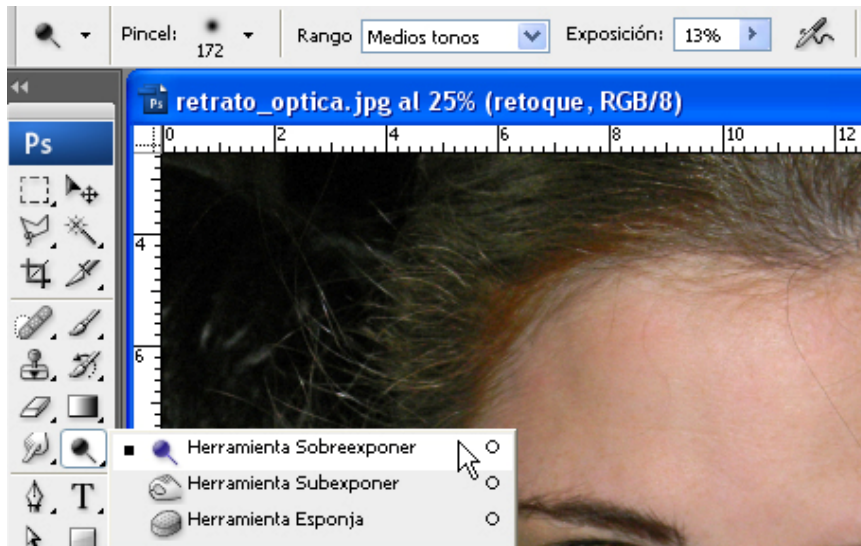 Pincel: 172 Rango Medios tonos Exposición: 13%
retrato_optica.jpg al 25% (retoque, RGB/8)
Ps
0 2 4 6 8 10 12
4
6
T
Herramienta Sobreexponer O
Herramienta Subexponer O
Herramienta Esponja O